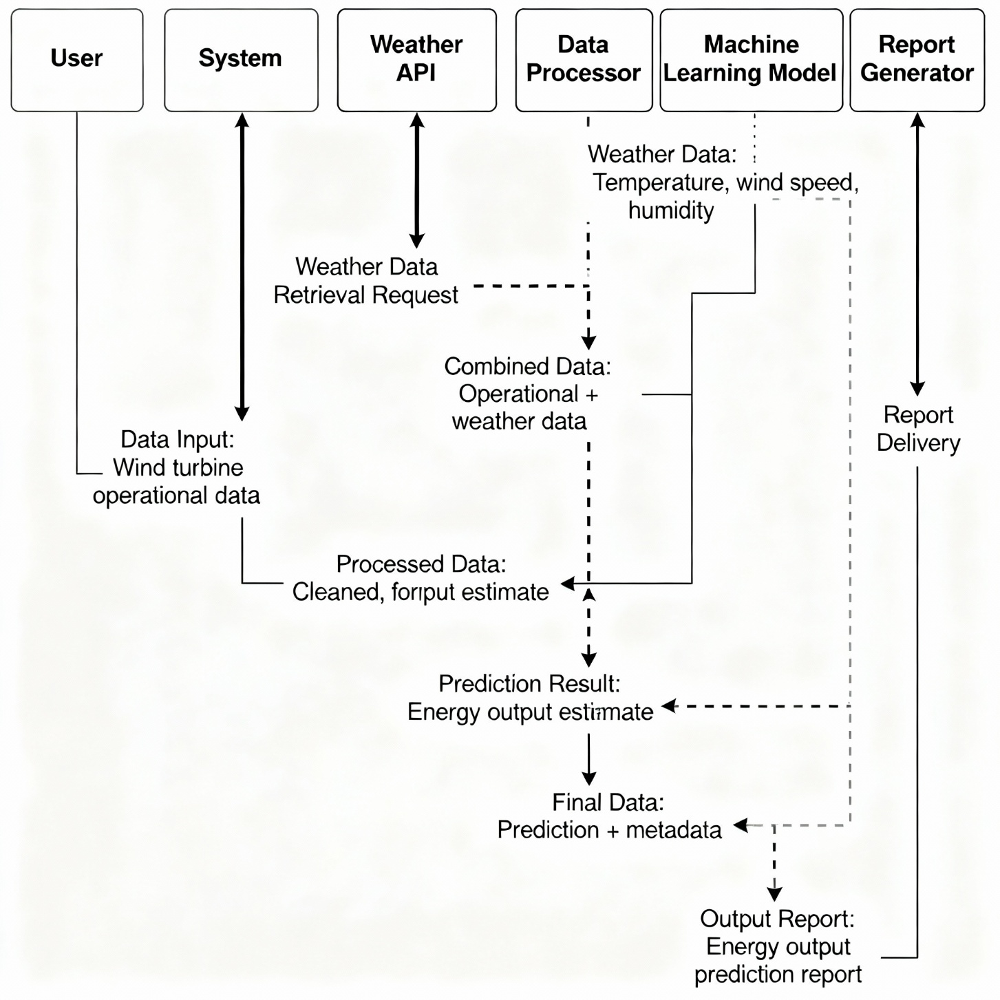 User
System
Weather
API
Data
Processor
Machine
Learning Model
Report
Generator
Weather Data:
Temperature, wind speed,
humidity
Weather Data
Retrieval Request
Combined Data:
Operational +
weather data
Report
Delivery
Data Input:
Wind turbine
operational data
Processed Data:
Cleaned, estimate
Prediction Result:
Energy output estimate
Final Data:
Prediction + metadata
Output Report:
Energy output
prediction report